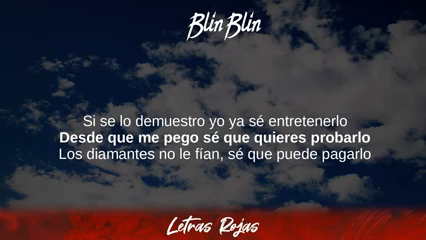 Blin Blin
Si se lo demuestro yo ya sé entretenerlo
Desde que me pego sé que quieres probarlo
Los diamantes no le fían, sé que puede pagarlo
Letras Rojas